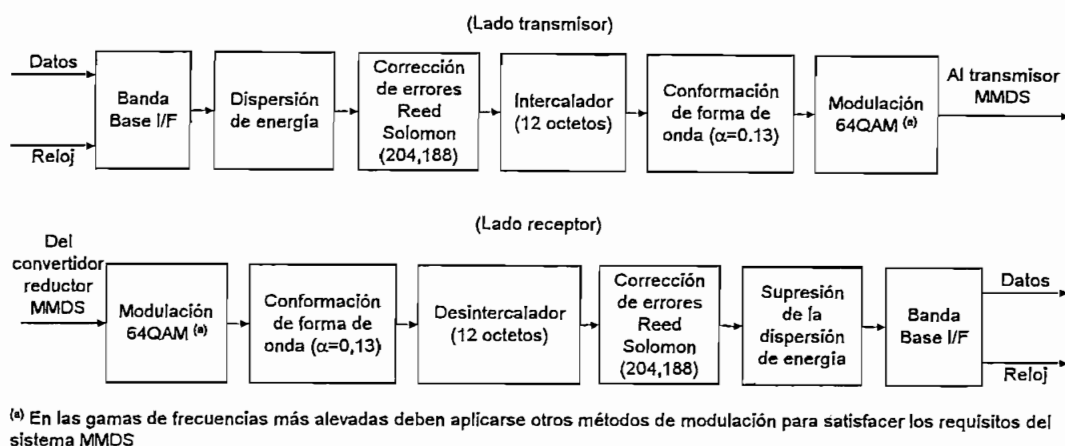 (Lado transmisor)
Datos
Reloj
Banda
Base I/F
Dispersión
de energía
Corrección
de errores
Reed
Solomon
(204,188)
Intercalador
(12 octetos)
Conformación
de forma de
onda (α=0.13)
Modulación
64QAM (a)
Al transmisor
MMDS
(Lado receptor)
Del
convertidor
reductor
MMDS
Modulación
64QAM (a)
Conformación
de forma de
onda (α=0,13)
Desintercalador
(12 octetos)
Corrección
de errores
Reed
Solomon
(204,188)
Supresión
de la
dispersión
de energía
Banda
Base I/F
Datos
Reloj
(a) En las gamas de frecuencias más alevadas deben aplicarse otros métodos de modulación para satisfacer los requisitos del
sistema MMDS